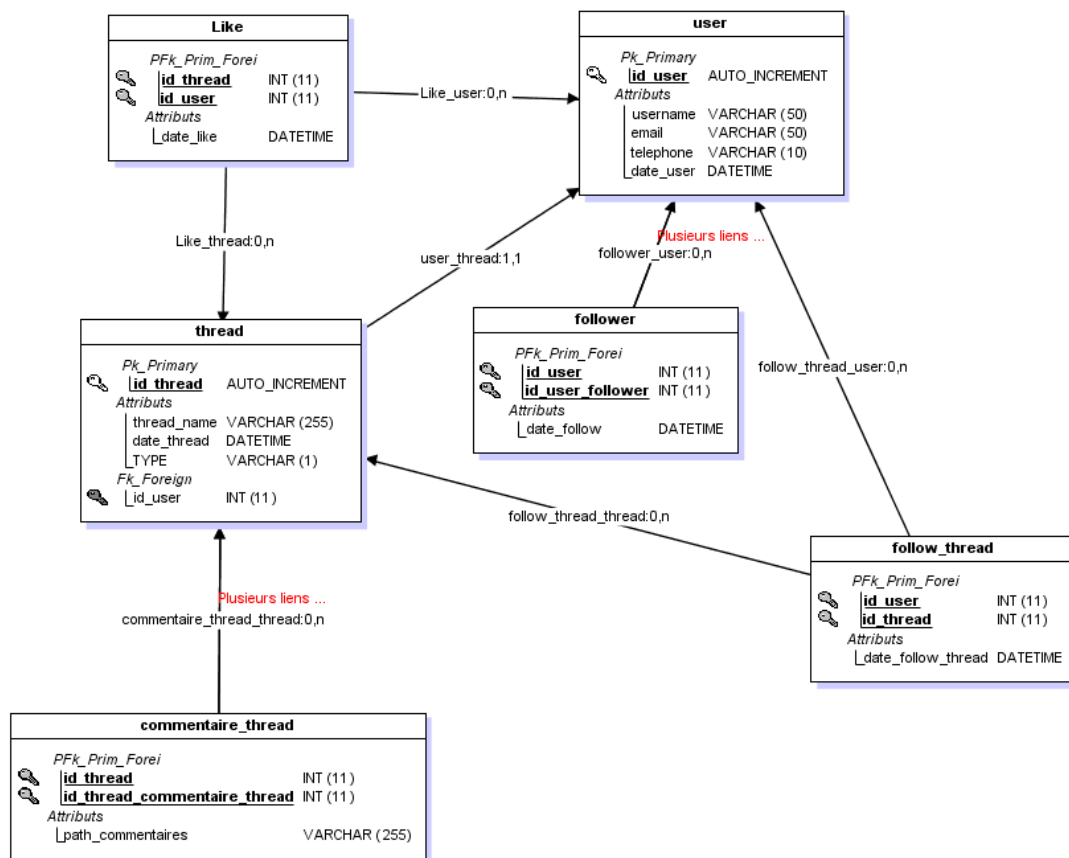 Like
PFk_Prim_Forei
id_thread INT (11)
id_user INT (11)
Attributs
date_like DATETIME
user
Pk_Primary
id_user AUTO_INCREMENT
Attributs
username VARCHAR (50)
email VARCHAR (50)
telephone VARCHAR (10)
date_user DATETIME
Like_user:0,n
Like_thread:0,n
user_thread:1,1
Plusieurs liens ...
follower_user:0,n
thread
Pk_Primary
id_thread AUTO_INCREMENT
Attributs
thread_name VARCHAR (255)
date_thread DATETIME
TYPE VARCHAR (1)
Fk_Foreign
id_user INT (11)
follower
PFk_Prim_Forei
id_user INT (11)
id_user_follower INT (11)
Attributs
date_follow DATETIME
follow_thread_user:0,n
follow_thread_thread:0,n
follow_thread
PFk_Prim_Forei
id_user INT (11)
id_thread INT (11)
Attributs
date_follow_thread DATETIME
Plusieurs liens ...
commentaire_thread_thread:0,n
commentaire_thread
PFk_Prim_Forei
id_thread INT (11)
id_thread_commentaire_thread INT (11)
Attributs
path_commentaires VARCHAR (255)